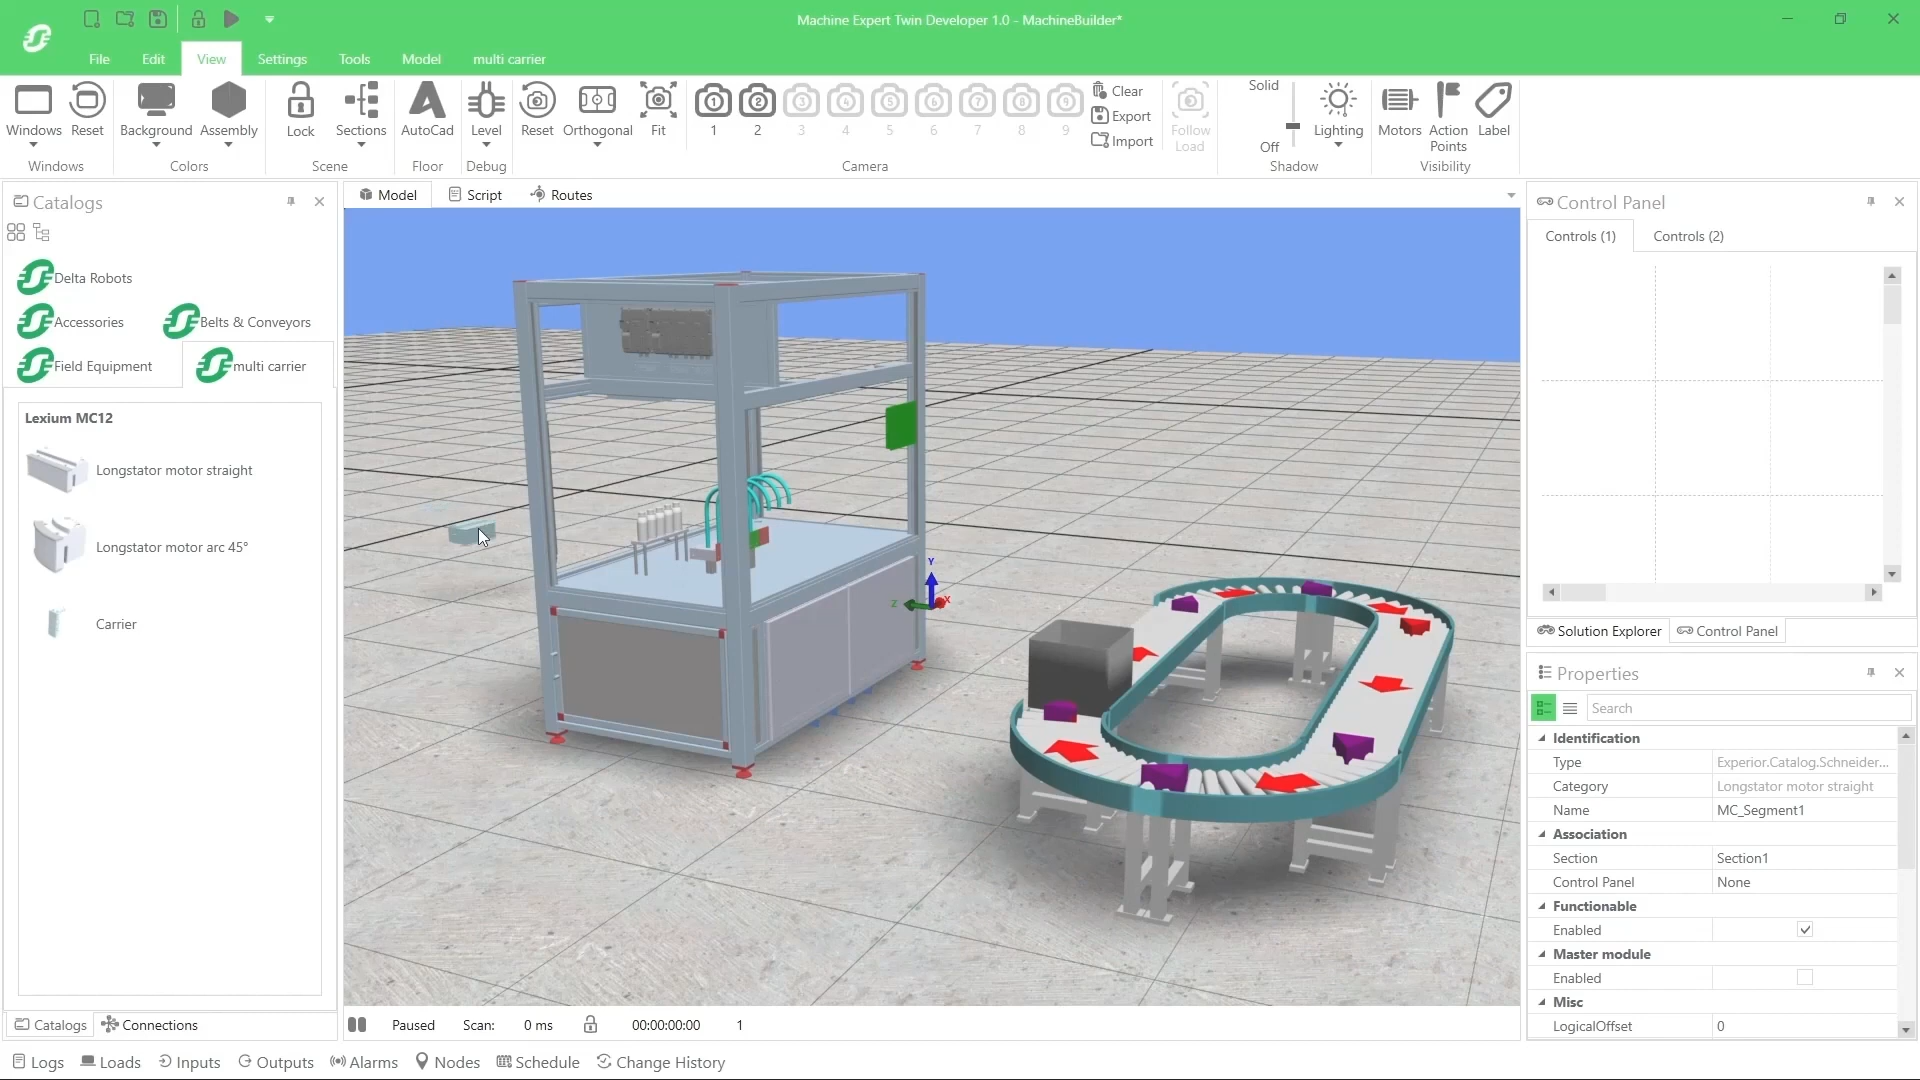 Machine Expert Twin Developer 1.0 - MachineBuilder*
File Edit View Settings Tools Model multi carrier
Windows Reset Background Assembly Lock Sections AutoCad Level Reset Orthogonal Fit 1 2 3 4 5 6 7 8 9
Clear
Export
Import
Follow Load
Solid
Off
Lighting
Motors Action Points Label
Windows Colors Scene Floor Debug Camera Shadow Visibility
Catalogs
Delta Robots
Accessories Belts & Conveyors
Field Equipment multi carrier
Lexium MC12
Longstator motor straight
Longstator motor arc 45°
Carrier
Catalogs Connections
Model Script Routes
Y
Z X
Paused Scan: 0 ms 00:00:00:00 1
Control Panel
Controls (1) Controls (2)
Solution Explorer Control Panel
Properties
Search
Identification
Type Experior.Catalog.Schneider...
Category Longstator motor straight
Name MC_Segment1
Association
Section Section1
Control Panel None
Functionable
Enabled
Master module
Enabled
Misc
LogicalOffset 0
Logs Loads Inputs Outputs Alarms Nodes Schedule Change History